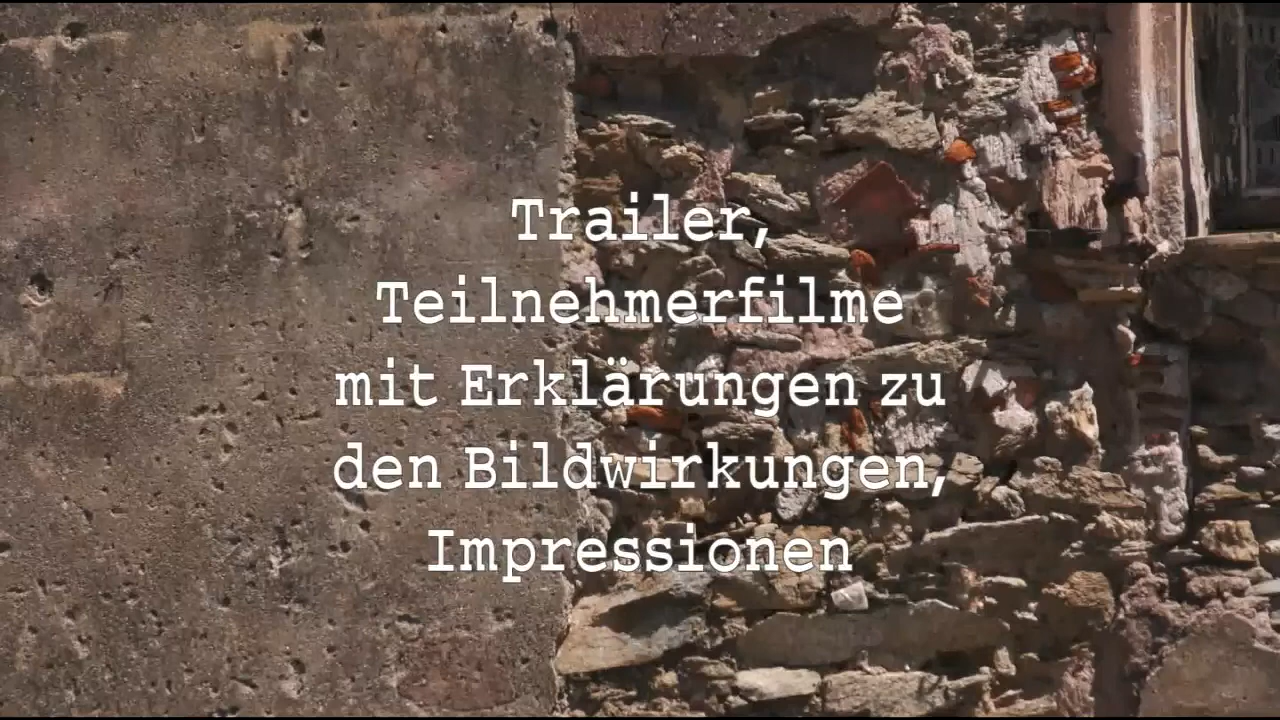 Trailer,
Teilnehmerfilme
mit Erklärungen zu
den Bildwirkungen,
Impressionen